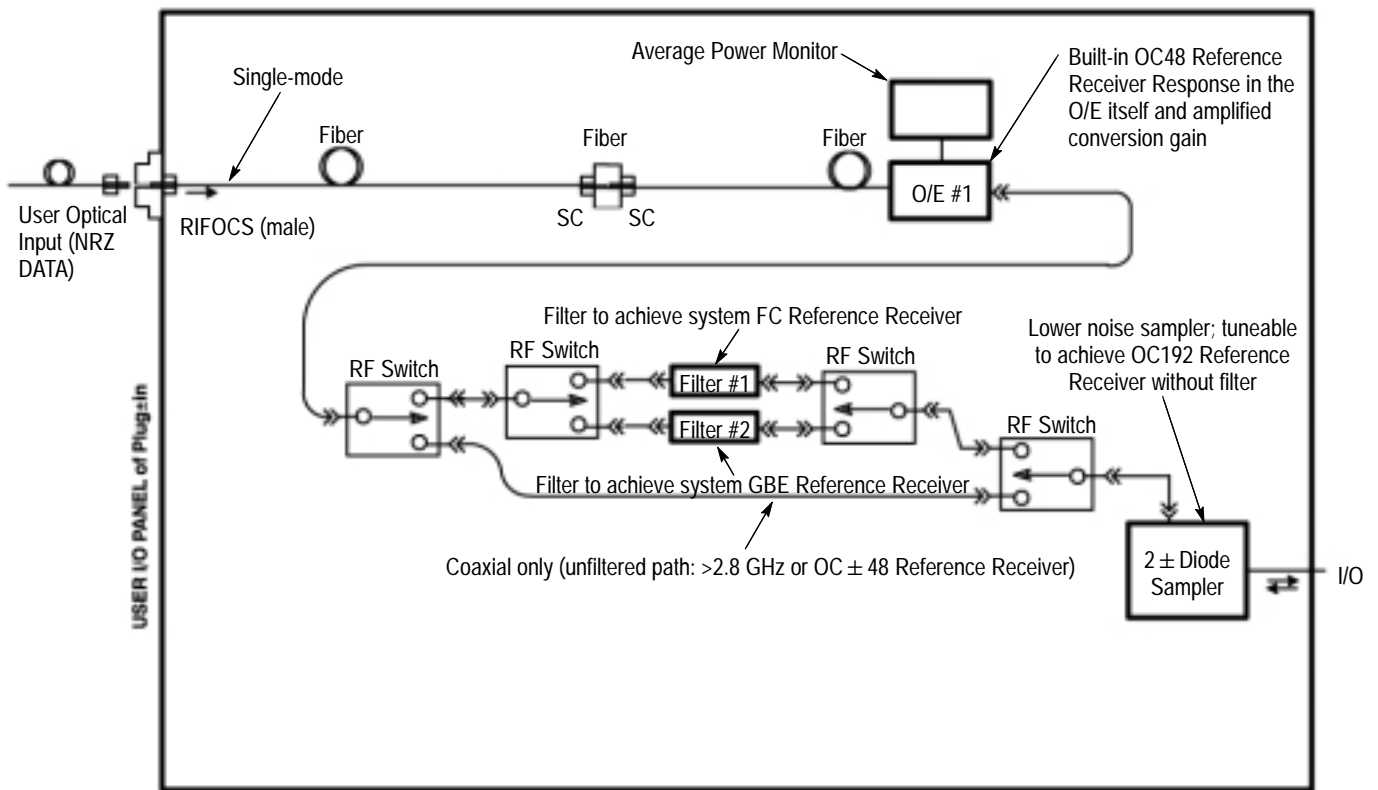 Average Power Monitor
Built-in OC48 Reference
Receiver Response in the
O/E itself and amplified
conversion gain
Single-mode
Fiber
Fiber
Fiber
O/E #1
SC
SC
User Optical
Input (NRZ
DATA)
RIFOCS (male)
Filter to achieve system FC Reference Receiver
Lower noise sampler; tuneable
to achieve OC192 Reference
Receiver without filter
RF Switch
RF Switch
RF Switch
RF Switch
Filter #1
Filter #2
Filter to achieve system GBE Reference Receiver
Coaxial only (unfiltered path: >2.8 GHz or OC ± 48 Reference Receiver)
2 ± Diode
Sampler
I/O
USER I/O PANEL of Plug±in